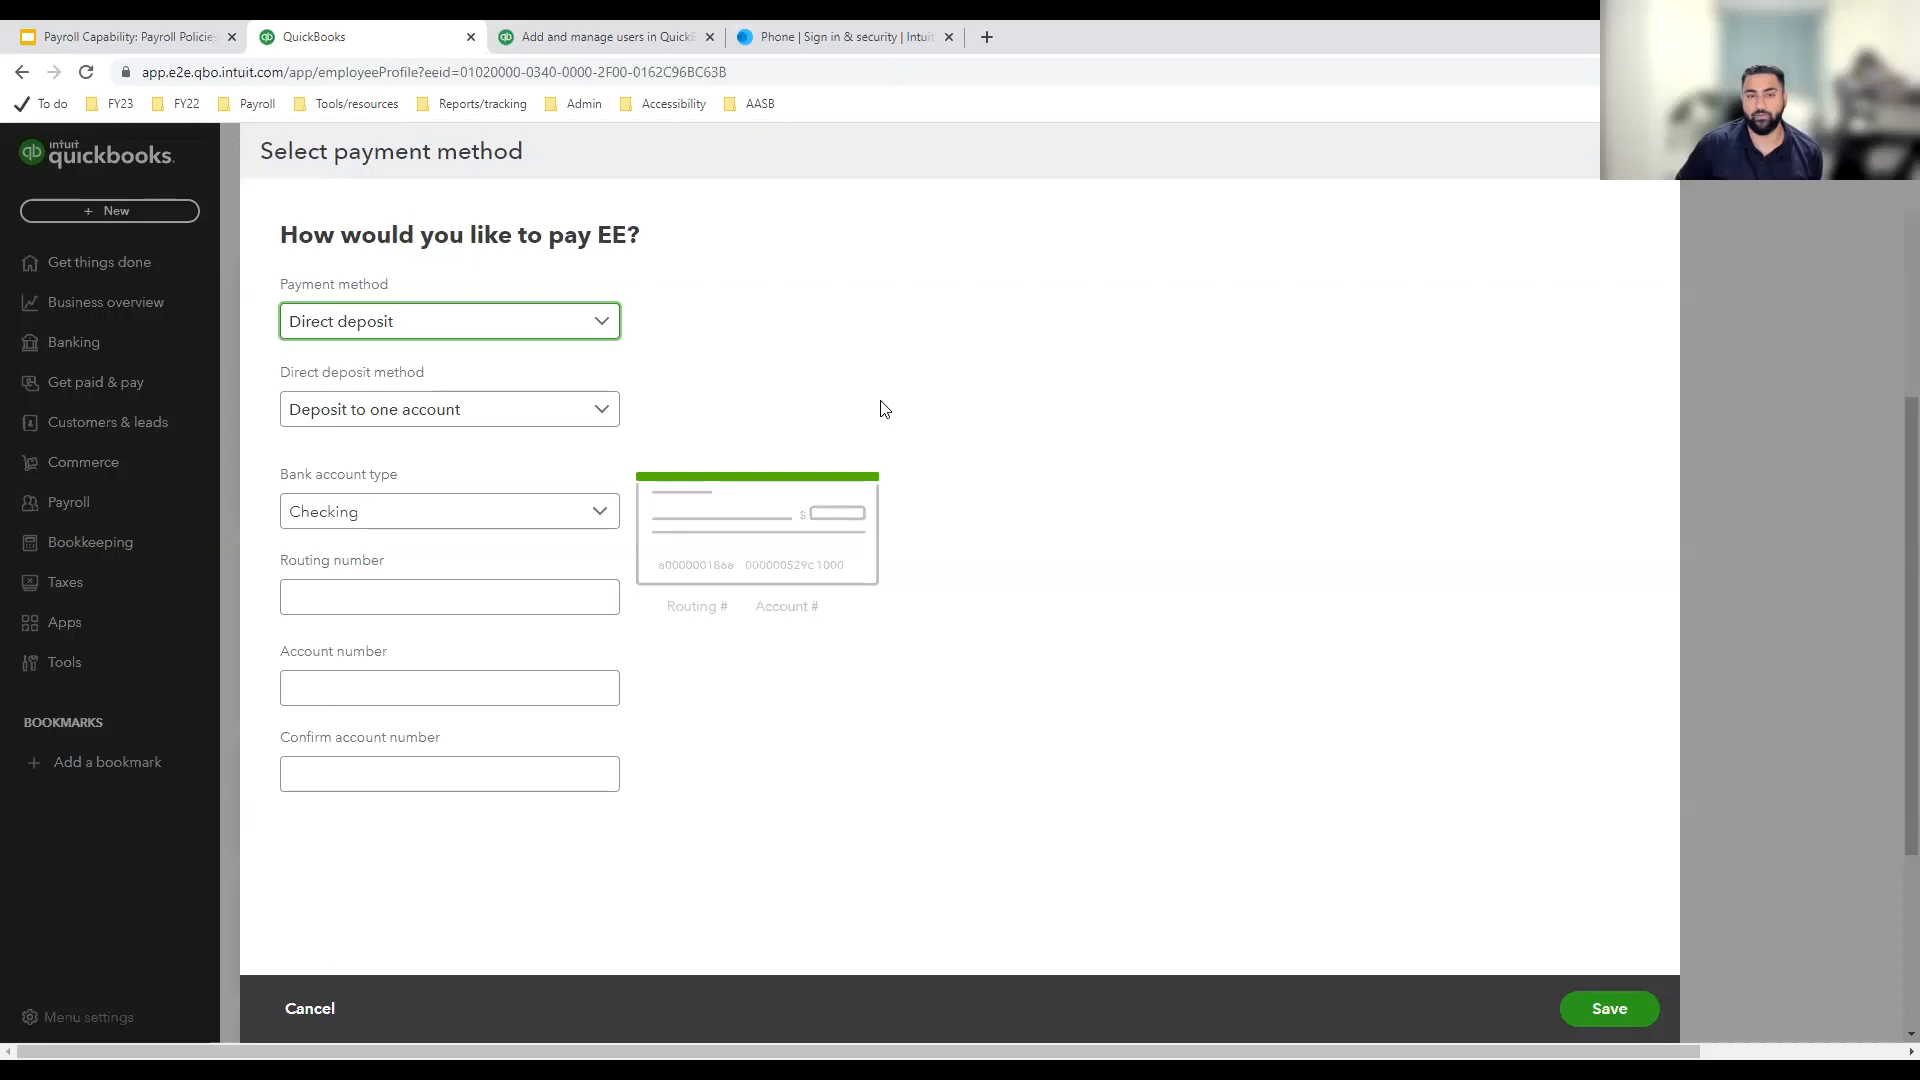 Payroll Capability: Payroll Policies
QuickBooks
Add and manage users in QuickB
Phone | Sign in & security | Intuit
app.e2e.qbo.intuit.com/app/employeeProfile?eeid=01020000-0340-0000-2F00-0162C96BC63B
To do
FY23
FY22
Payroll
Tools/resources
Reports/tracking
Admin
Accessibility
AASB
qb intuit quickbooks.
+ New
Get things done
Business overview
Banking
Get paid & pay
Customers & leads
Commerce
Payroll
Bookkeeping
Taxes
Apps
Tools
BOOKMARKS
+ Add a bookmark
Menu settings
Select payment method
How would you like to pay EE?
Payment method
Direct deposit
Direct deposit method
Deposit to one account
Bank account type
Checking
$
a000000186a 000000529c 1000
Routing # Account #
Routing number
Account number
Confirm account number
Cancel
Save